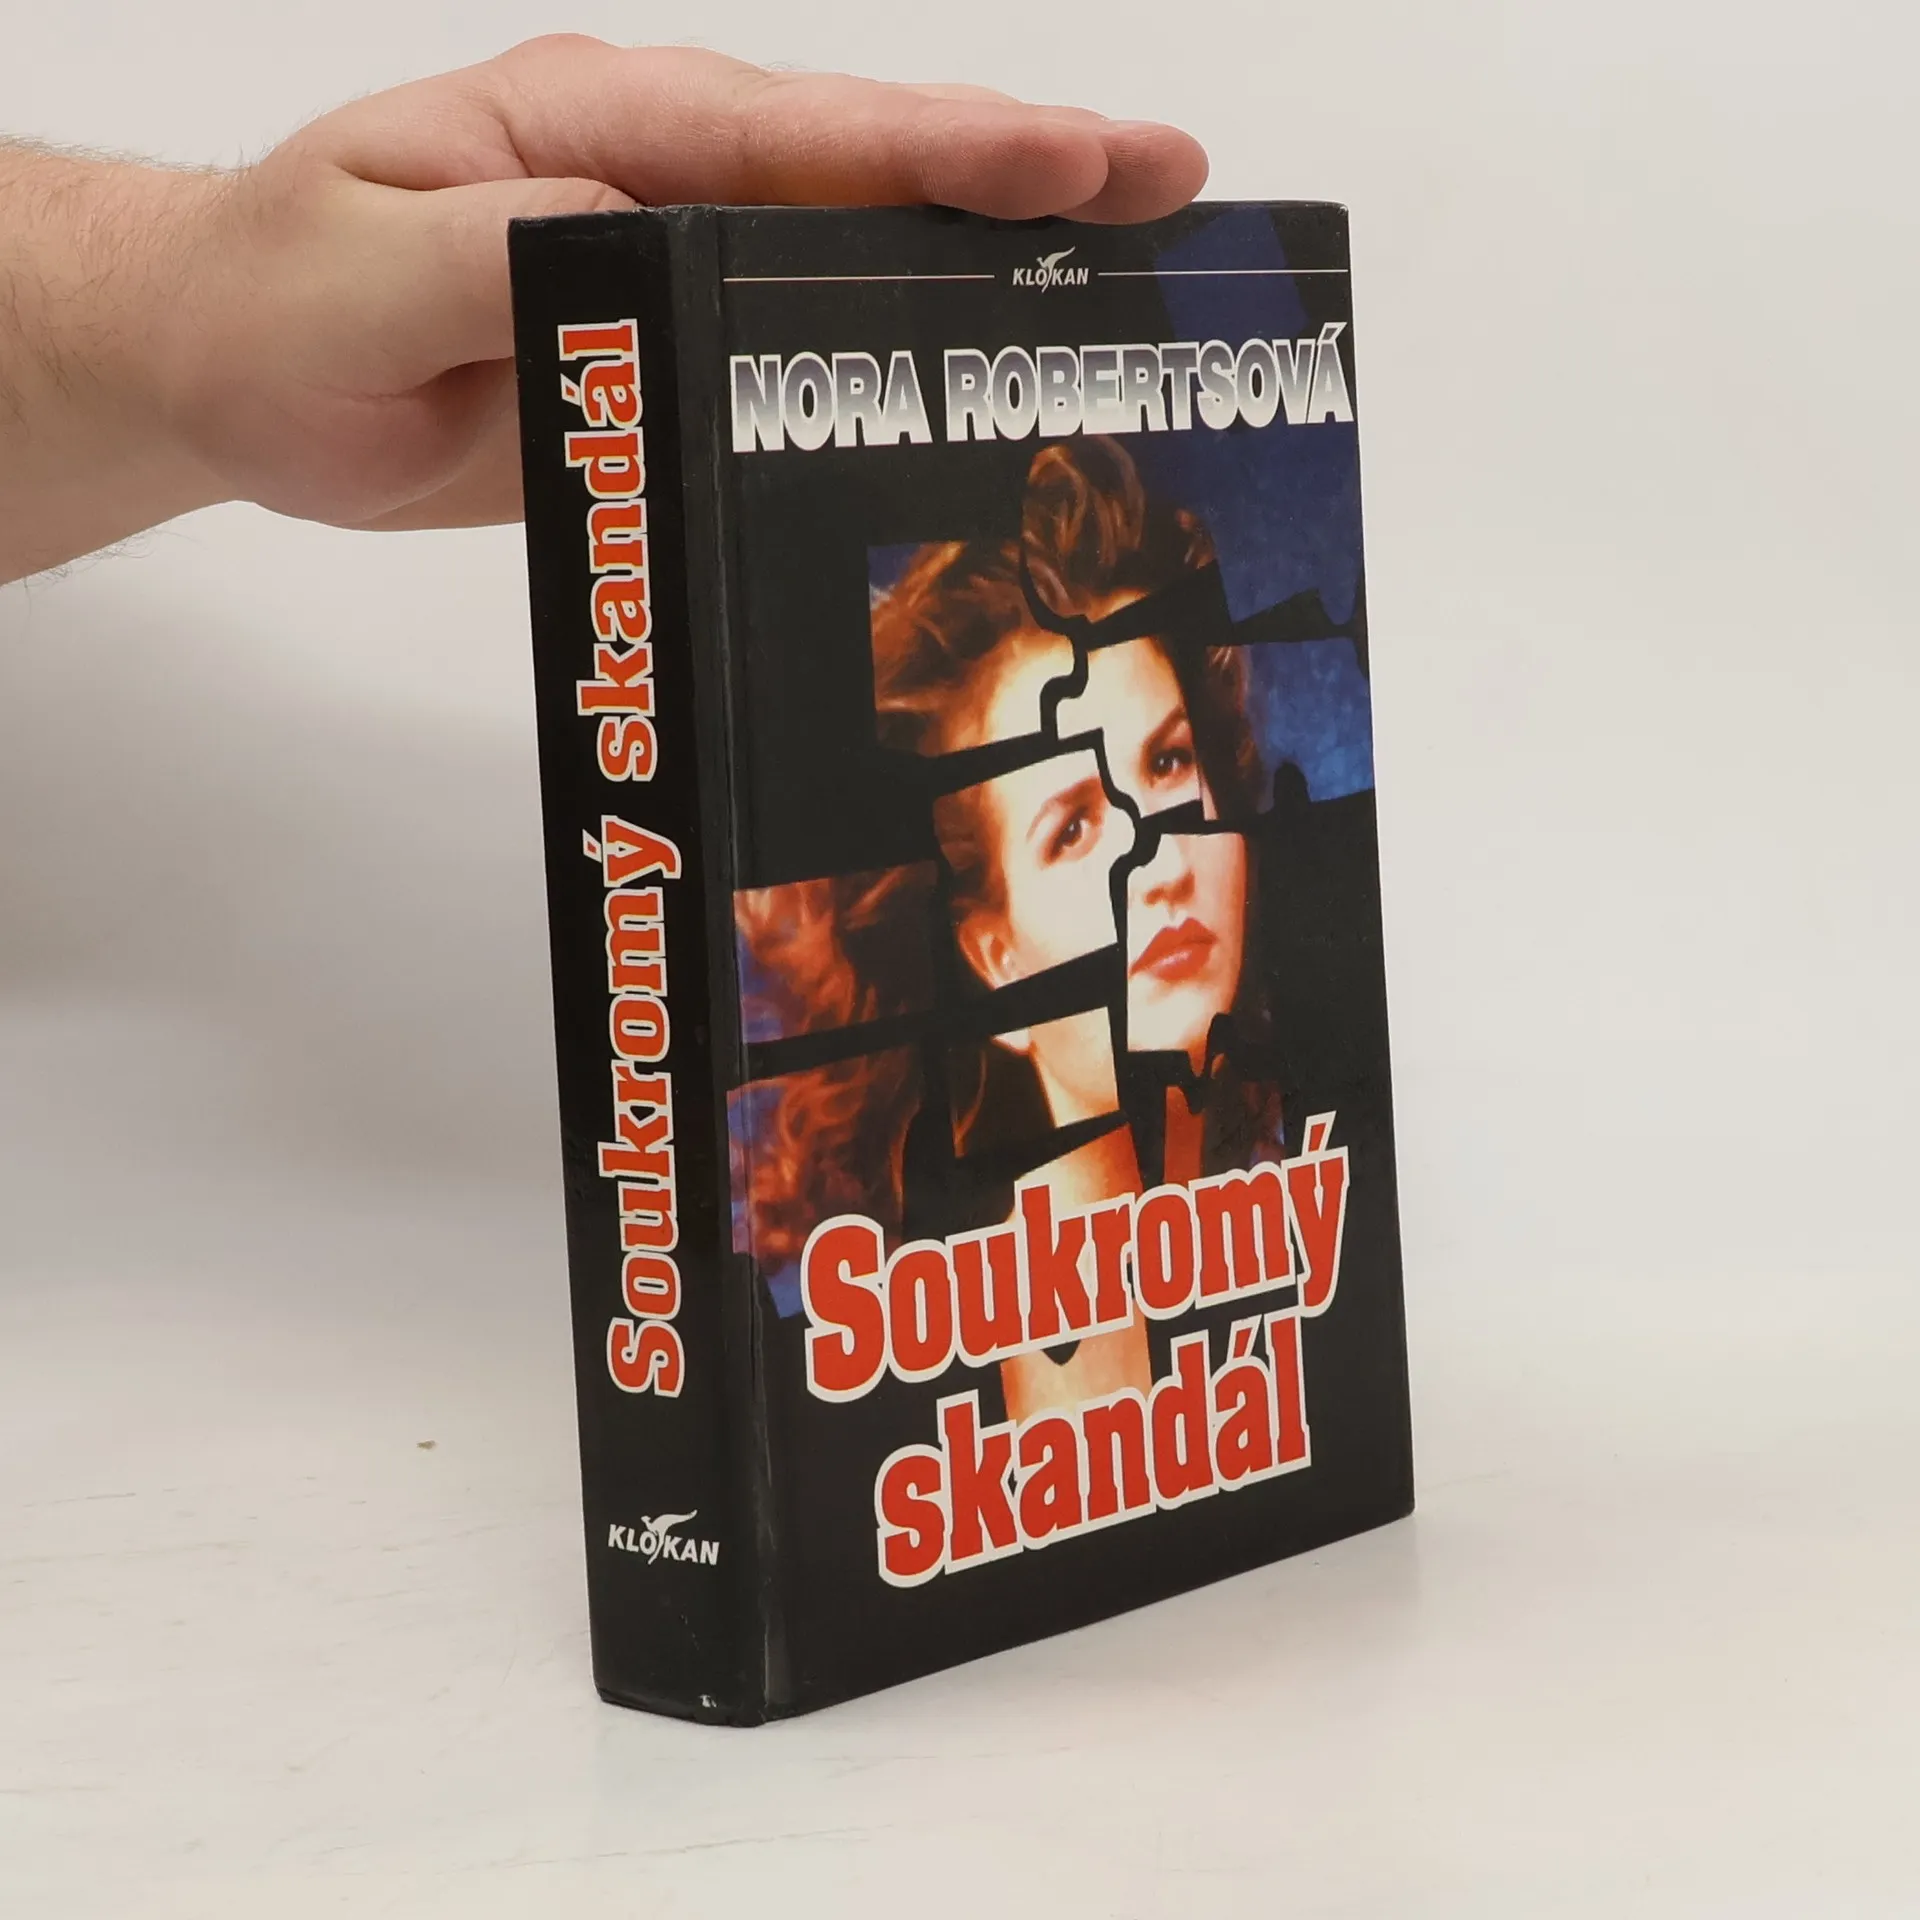 Soukromý skandál
KLOKAN
KLOKAN
NORA ROBERTSOVÁ
Soukromý
skandál